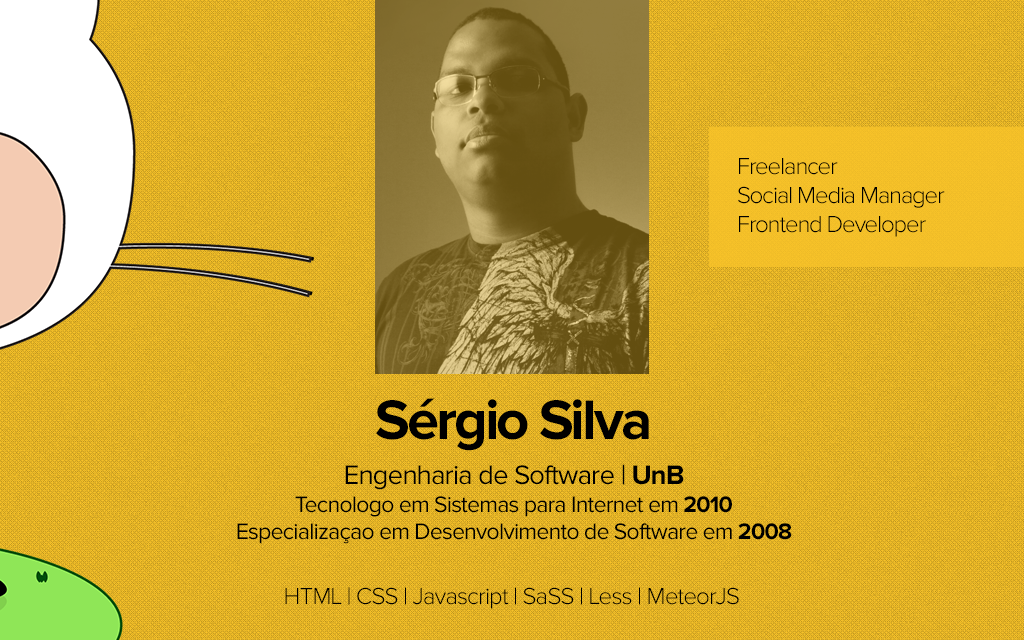 Freelancer
Social Media Manager
Frontend Developer
Sérgio Silva
Engenharia de Software | UnB
Tecnologo em Sistemas para Internet em 2010
Especializaçao em Desenvolvimento de Software em 2008
HTML | CSS | Javascript | SaSS | Less | MeteorJS